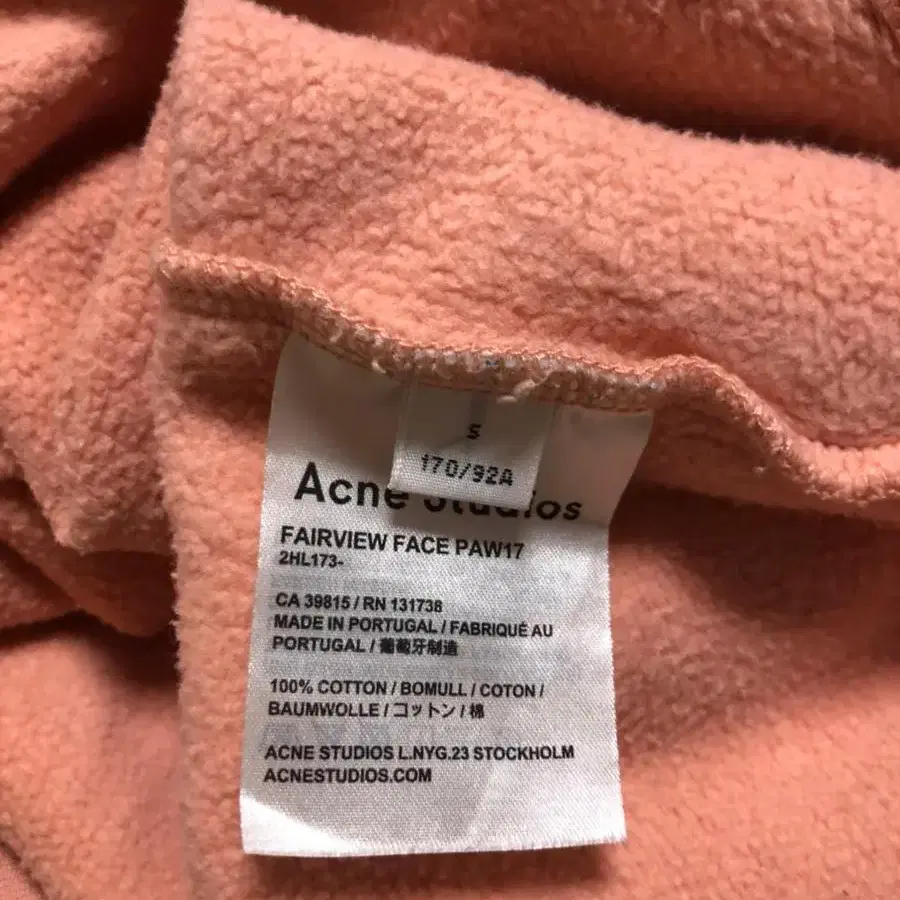 S
170/92A
Acne Studios
FAIRVIEW FACE PAW17
2HL173-
CA 39815 / RN 131738
MADE IN PORTUGAL / FABRIQUÉ AU
PORTUGAL / 葡萄牙制造
100% COTTON / BOMULL / COTON /
BAUMWOLLE / コットン / 棉
ACNE STUDIOS L.NYG.23 STOCKHOLM
ACNESTUDIOS.COM